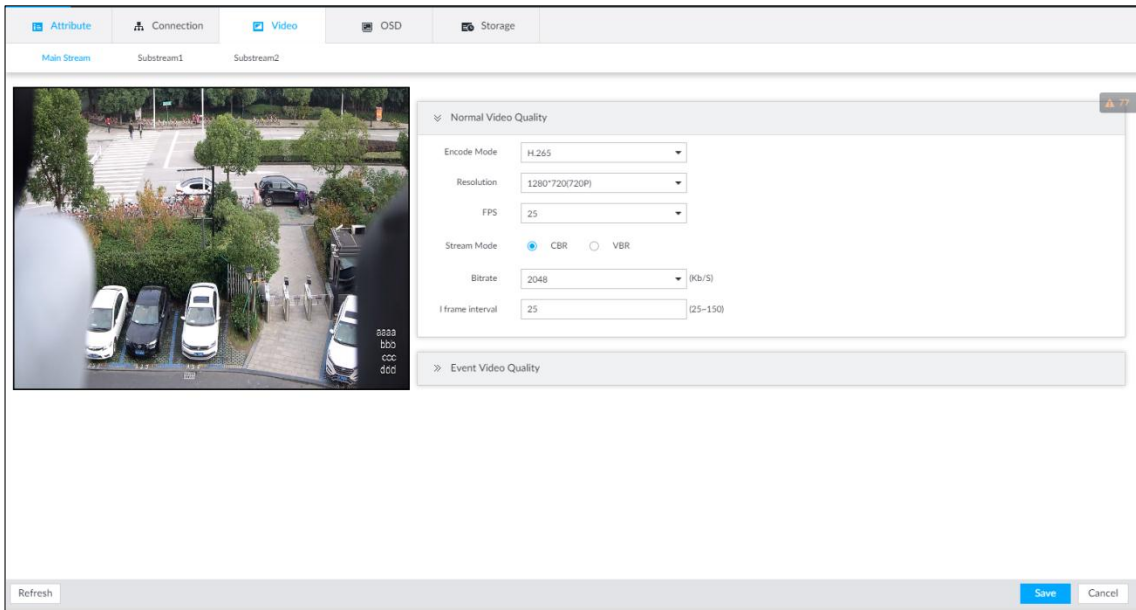 Attribute Connection Video OSD Storage
Main Stream Substream1 Substream2
77
Normal Video Quality
Encode Mode H.265
Resolution 1280*720(720P)
FPS 25
Stream Mode CBR VBR
Bitrate 2048 (Kb/S)
I frame interval 25 (25~150)
aaaa
bbb
ccc
ddd
Event Video Quality
Refresh Save Cancel